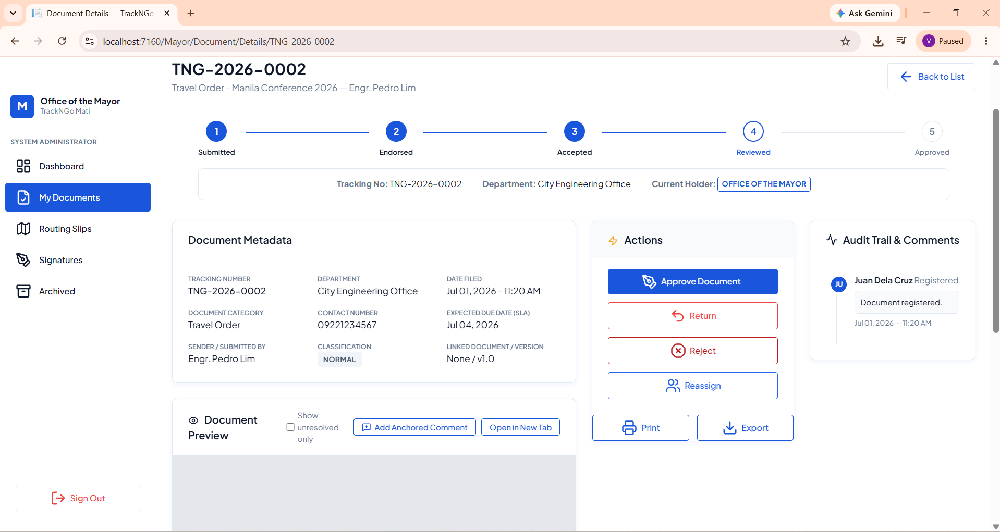 Document Details — TrackNGo
Ask Gemini
localhost:7160/Mayor/Document/Details/TNG-2026-0002
V
Paused
M
Office of the Mayor
TrackNGo Mati
SYSTEM ADMINISTRATOR
Dashboard
My Documents
Routing Slips
Signatures
Archived
Sign Out
TNG-2026-0002
Travel Order - Manila Conference 2026 — Engr. Pedro Lim
Back to List
1
Submitted
2
Endorsed
3
Accepted
4
Reviewed
5
Approved
Tracking No: TNG-2026-0002
Department: City Engineering Office
Current Holder: OFFICE OF THE MAYOR
Document Metadata
TRACKING NUMBER
TNG-2026-0002
DEPARTMENT
City Engineering Office
DATE FILED
Jul 01, 2026 - 11:20 AM
DOCUMENT CATEGORY
Travel Order
CONTACT NUMBER
09221234567
EXPECTED DUE DATE (SLA)
Jul 04, 2026
SENDER / SUBMITTED BY
Engr. Pedro Lim
CLASSIFICATION
NORMAL
LINKED DOCUMENT / VERSION
None / v1.0
Document
Preview
Show
unresolved
only
Add Anchored Comment
Open in New Tab
Actions
Approve Document
Return
Reject
Reassign
Print
Export
Audit Trail & Comments
JU
Juan Dela Cruz Registered
Document registered.
Jul 01, 2026 — 11:20 AM